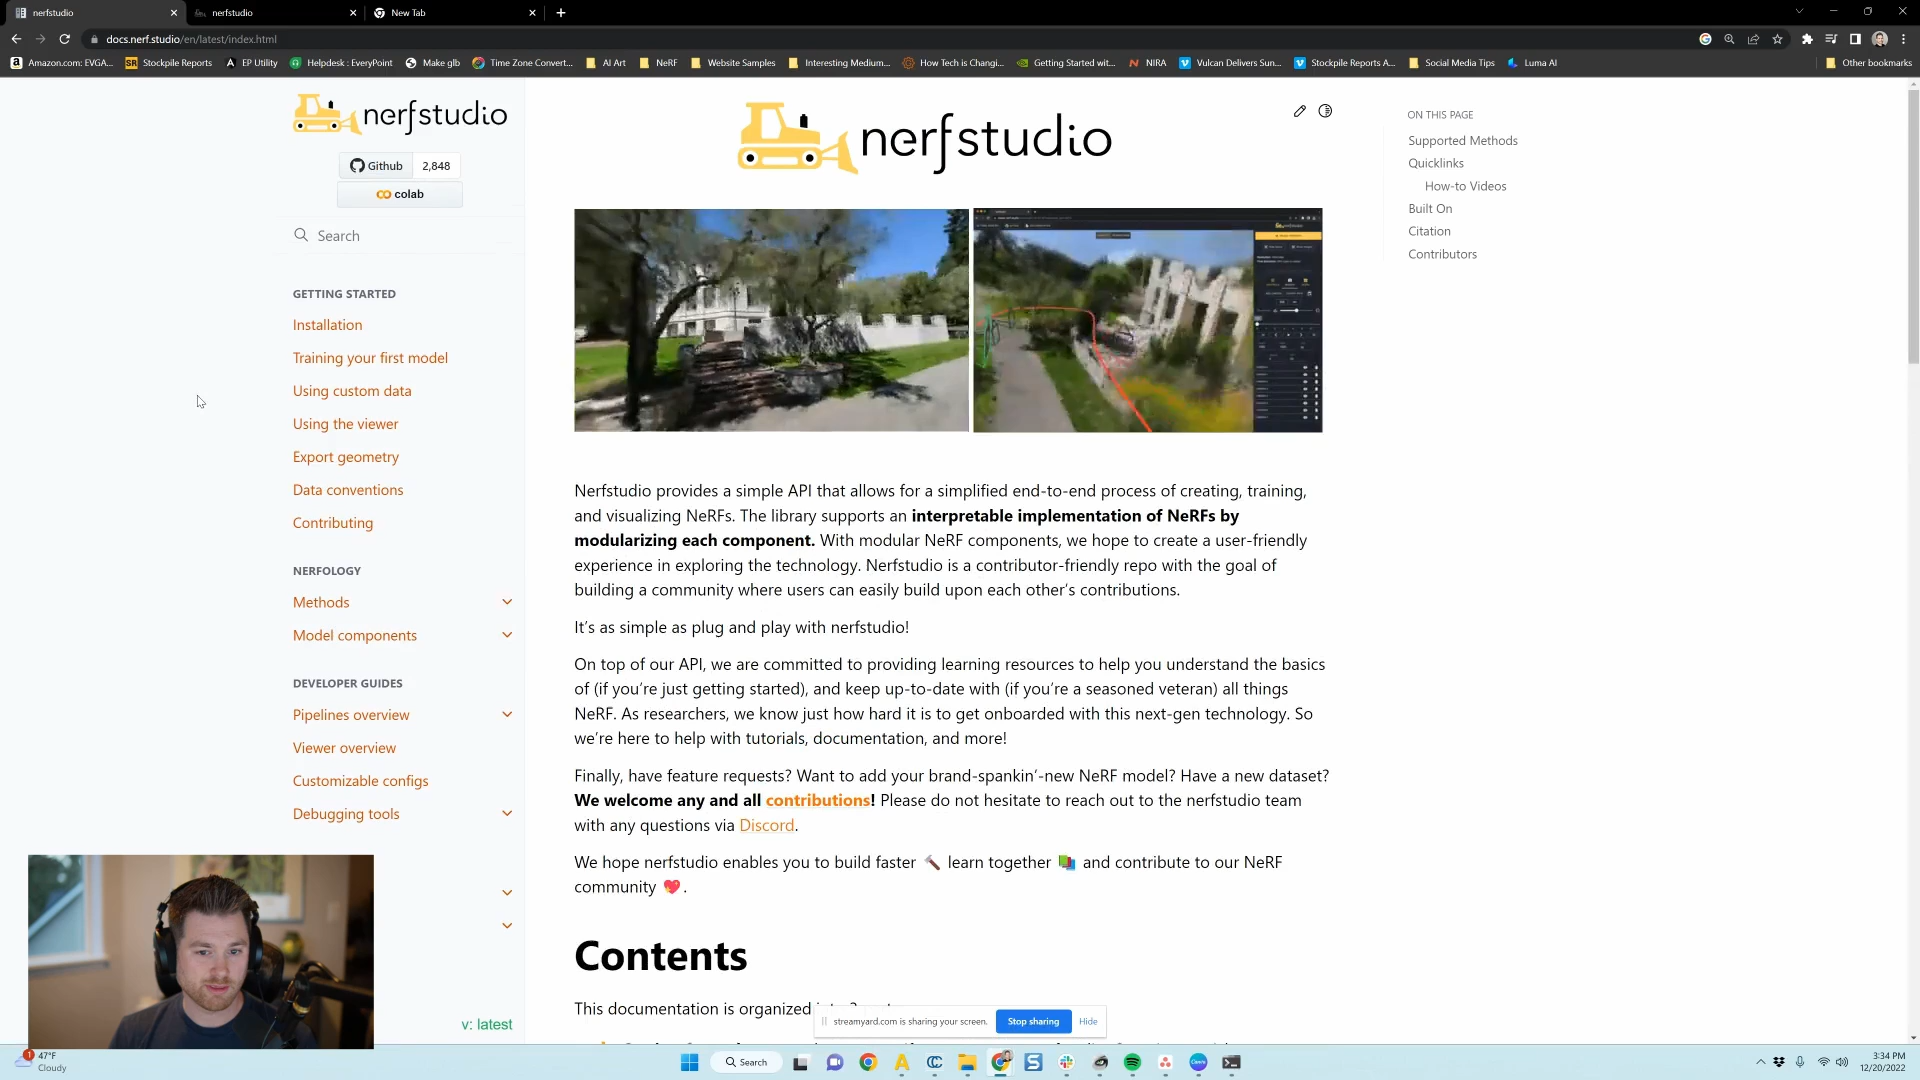 nerfstudio
nerfstudio
New Tab
docs.nerf.studio/en/latest/index.html
Amazon.com: EVGA...
Stockpile Reports
EP Utility
Helpdesk : EveryPoint
Make glb
Time Zone Convert...
AI Art
NeRF
Website Samples
Interesting Medium...
How Tech is Changi...
Getting Started wit...
NIRA
Vulcan Delivers Sun...
Stockpile Reports A...
Social Media Tips
Luma AI
Other bookmarks
nerfstudio
Github 2,848
colab
Search
GETTING STARTED
Installation
Training your first model
Using custom data
Using the viewer
Export geometry
Data conventions
Contributing
NERFOLOGY
Methods
Model components
DEVELOPER GUIDES
Pipelines overview
Viewer overview
Customizable configs
Debugging tools
v: latest
nerfstudio
Nerfstudio provides a simple API that allows for a simplified end-to-end process of creating, training,
and visualizing NeRFs. The library supports an interpretable implementation of NeRFs by
modularizing each component. With modular NeRF components, we hope to create a user-friendly
experience in exploring the technology. Nerfstudio is a contributor-friendly repo with the goal of
building a community where users can easily build upon each other’s contributions.
It’s as simple as plug and play with nerfstudio!
On top of our API, we are committed to providing learning resources to help you understand the basics
of (if you’re just getting started), and keep up-to-date with (if you’re a seasoned veteran) all things
NeRF. As researchers, we know just how hard it is to get onboarded with this next-gen technology. So
we’re here to help with tutorials, documentation, and more!
Finally, have feature requests? Want to add your brand-spankin’-new NeRF model? Have a new dataset?
We welcome any and all contributions! Please do not hesitate to reach out to the nerfstudio team
with any questions via Discord.
We hope nerfstudio enables you to build faster 🔨 learn together 📚 and contribute to our NeRF
community 💖.
Contents
This documentation is organized
ON THIS PAGE
Supported Methods
Quicklinks
How-to Videos
Built On
Citation
Contributors
streamyard.com is sharing your screen.
Stop sharing
Hide
1
47°F
Cloudy
Search
3:34 PM
12/20/2022